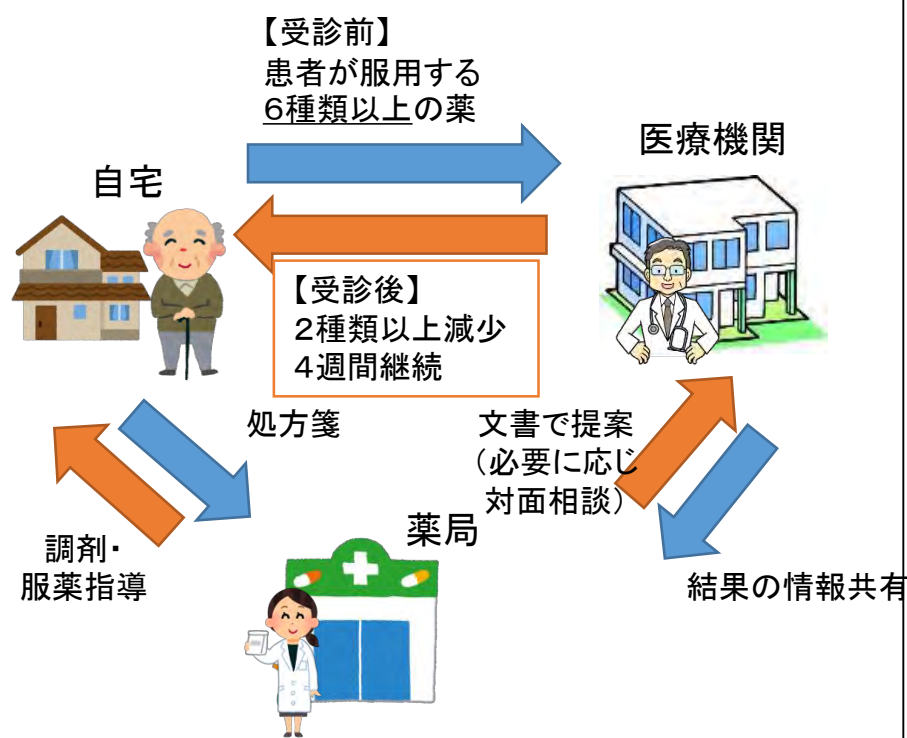 【受診前】
患者が服用する
6種類以上の薬
医療機関
自宅
【受診後】
2種類以上減少
4週間継続
処方箋
文書で提案
（必要に応じ
対面相談）
薬局
調剤・
服薬指導
結果の情報共有